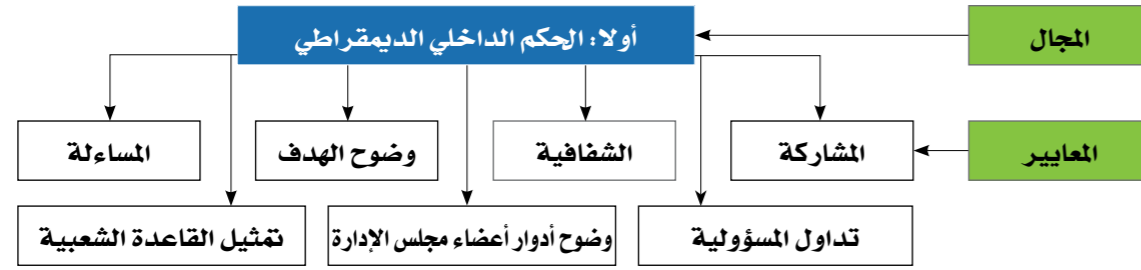 المجال
أولا: الحكم الداخلي الديمقراطي
المعايير
المشاركة
الشفافية
وضوح الهدف
المساءلة
تداول المسؤولية
وضوح أدوار أعضاء مجلس الإدارة
تمثيل القاعدة الشعبية